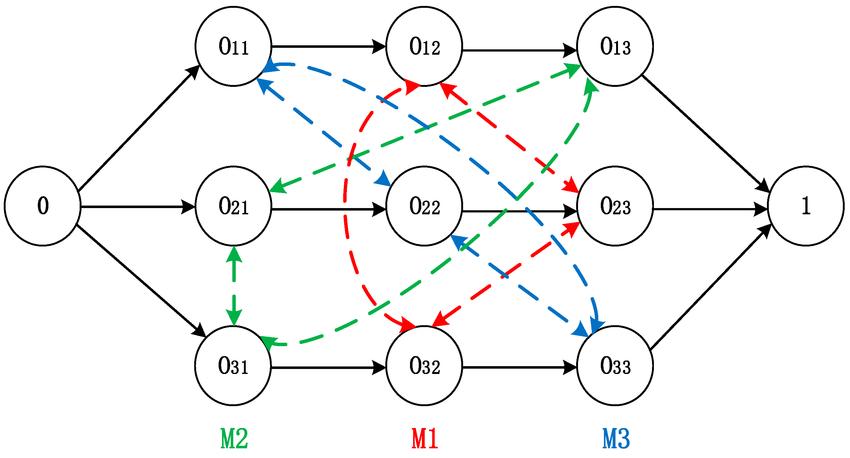 O11 O12 O13
0 O21 O22 O23 1
O31 O32 O33
M2 M1 M3